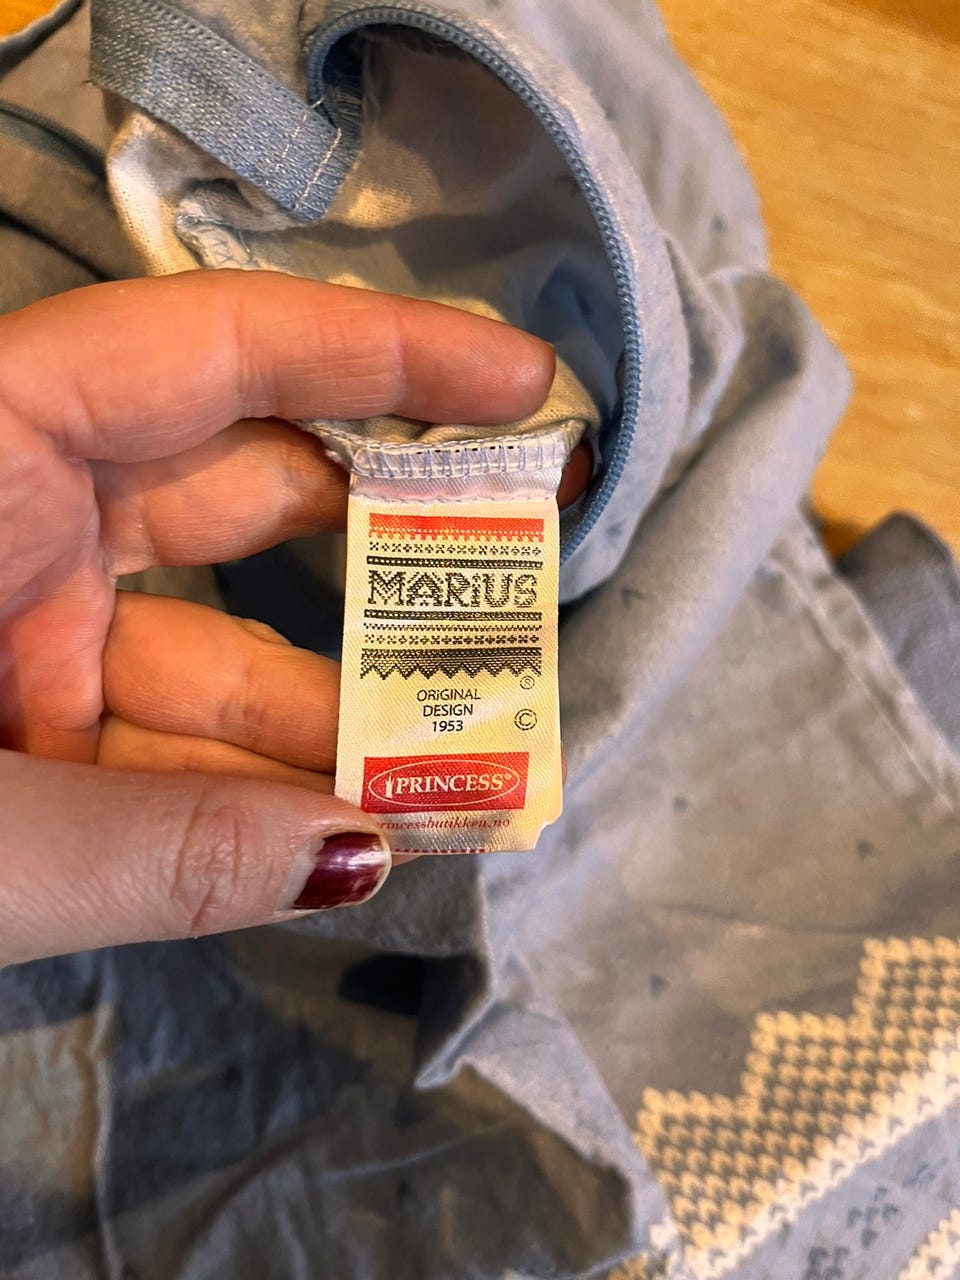 MARiUS
®
ORiGiNAL
DESIGN
1953
©
PRINCESS®
princessbutikken.no